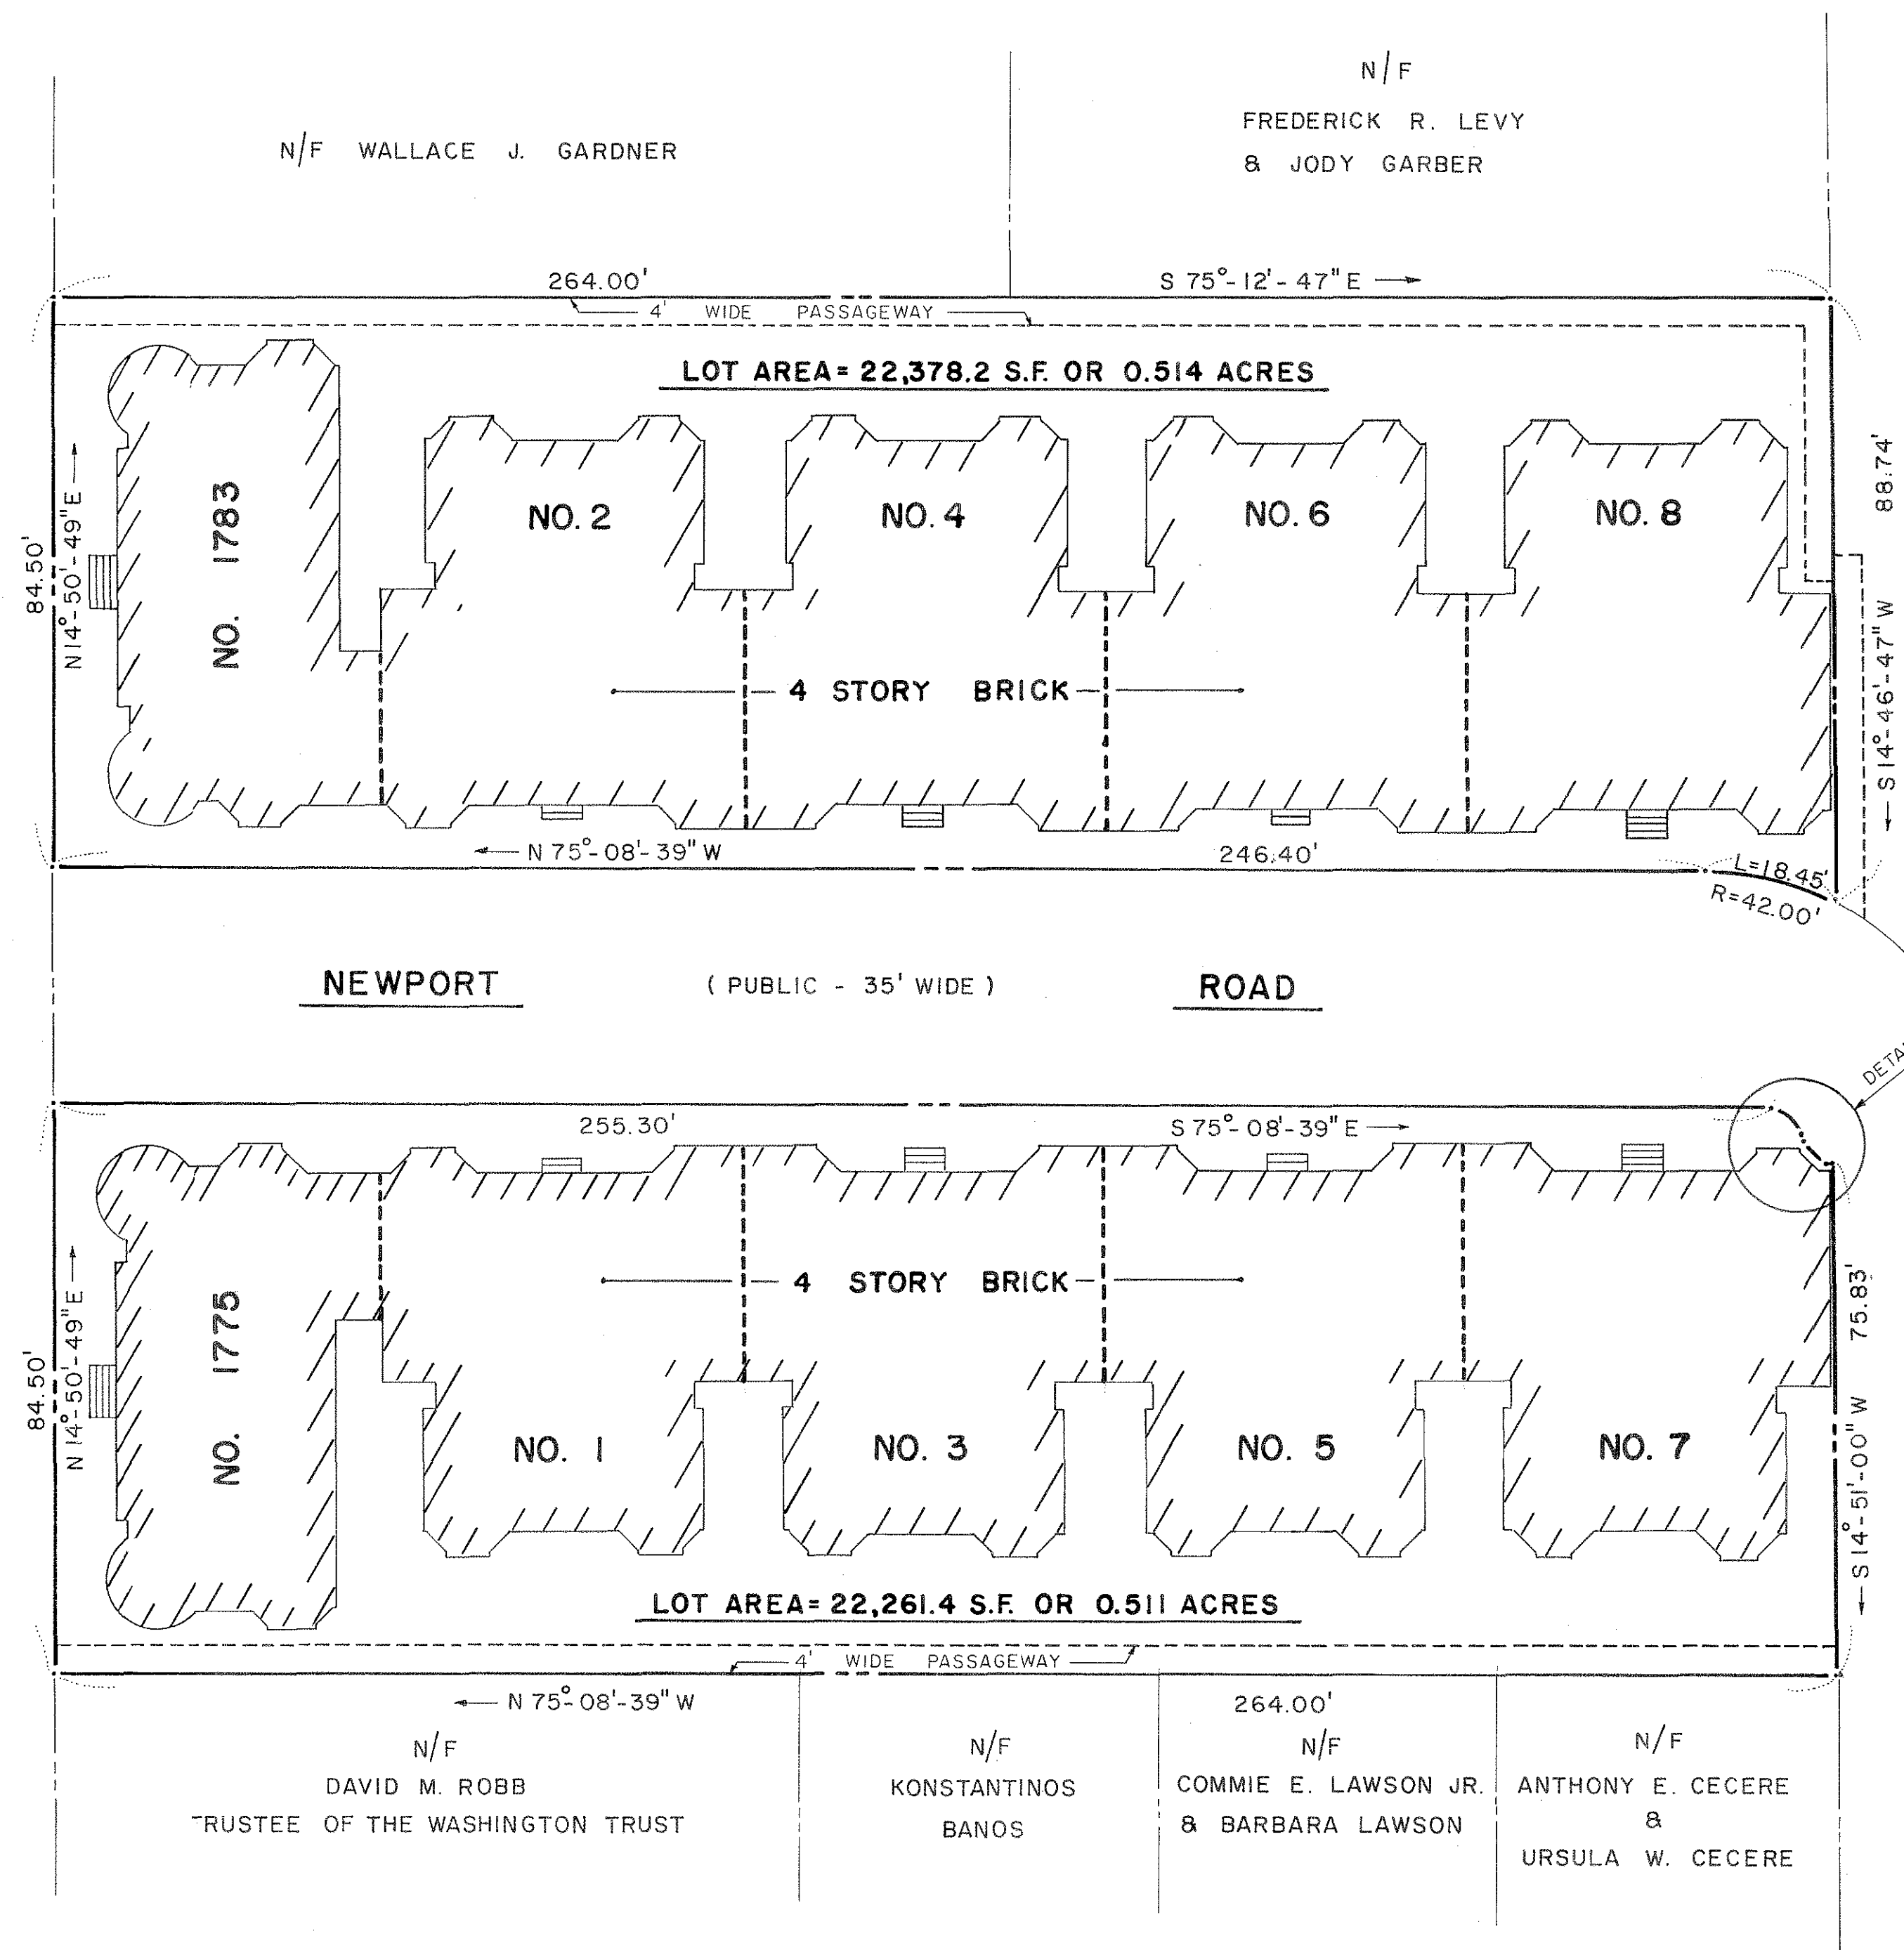 N/F
FREDERICK R. LEVY
& JODY GARBER
N/F WALLACE J. GARDNER
264.00'
S 75°-12'-47" E
4' WIDE PASSAGEWAY
LOT AREA= 22,378.2 S.F. OR 0.514 ACRES
84.50'
N14°-50'-49" E
NO. 1783
NO. 2
NO. 4
NO. 6
NO. 8
88.74'
S14°-46'-47" W
4 STORY BRICK
N 75°-08'-39" W
246.40'
L=18.45'
R=42.00'
NEWPORT (PUBLIC - 35' WIDE) ROAD
255.30'
S 75°-08'-39" E
84.50'
N 14°-50'-49" E
NO. 1775
4 STORY BRICK
75.83'
S 14°-51'-00" W
NO. 1
NO. 3
NO. 5
NO. 7
LOT AREA= 22,261.4 S.F. OR 0.511 ACRES
4' WIDE PASSAGEWAY
N 75°-08'-39" W
264.00'
N/F
DAVID M. ROBB
TRUSTEE OF THE WASHINGTON TRUST
N/F
KONSTANTINOS
BANOS
N/F
COMMIE E. LAWSON JR.
& BARBARA LAWSON
N/F
ANTHONY E. CECERE
&
URSULA W. CECERE